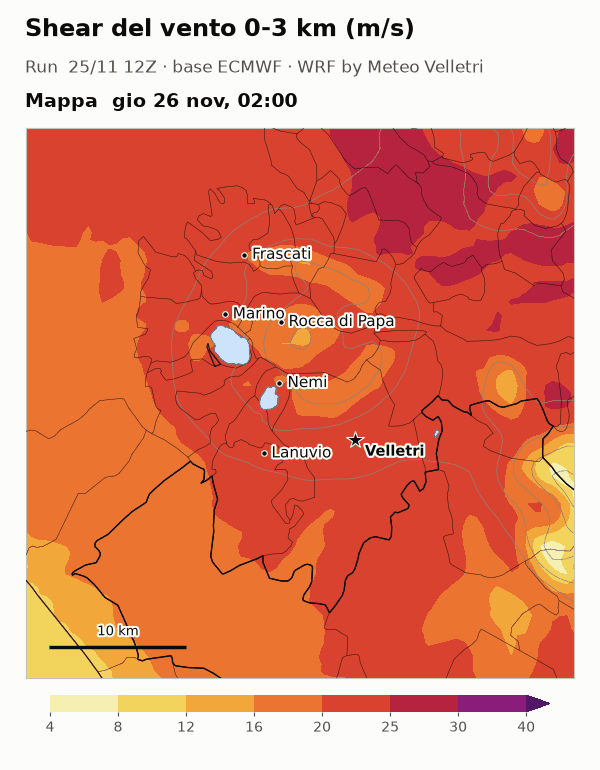 Shear del vento 0-3 km (m/s)
Run  25/11 12Z · base ECMWF · WRF by Meteo Velletri
Mappa  gio 26 nov, 02:00
Frascati
Marino
Rocca di Papa
Nemi
Velletri
Lanuvio
10 km
4 8 12 16 20 25 30 40